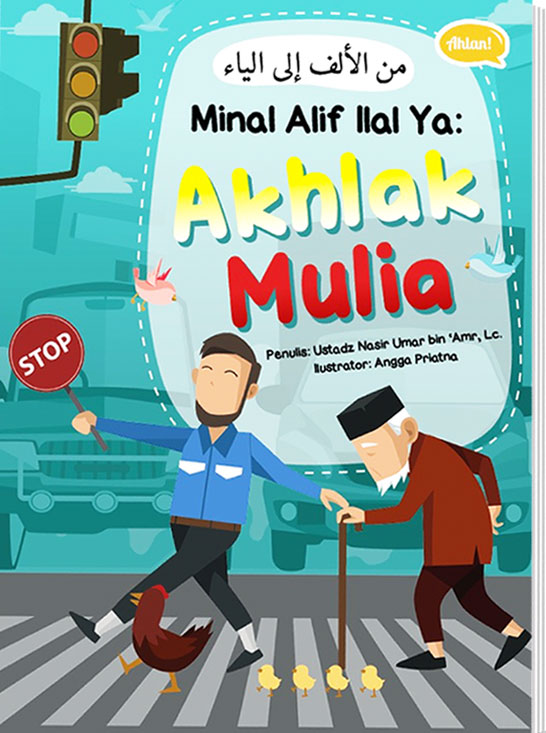 Ahlan!
من الألف إلى الياء
Minal Alif Ilal Ya:
Akhlak
Mulia
Penulis: Ustadz Nasir Umar bin ‘Amr, Lc.
Ilustrator: Angga Priatna
STOP